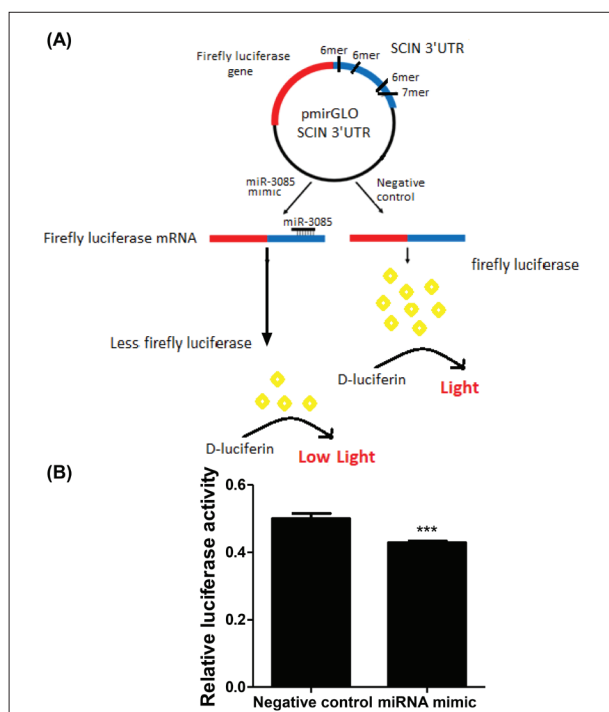 (A)
Firefly luciferase
gene
6mer
6mer
SCIN 3'UTR
6mer
7mer
pmirGLO
SCIN 3'UTR
miR-3085
mimic
Negative
control
miR-3085
Firefly luciferase mRNA
firefly luciferase
Less firefly luciferase
D-luciferin
Light
D-luciferin
Low Light
(B)
Relative luciferase activity
0.6
0.4
0.2
0.0
***
Negative control miRNA mimic